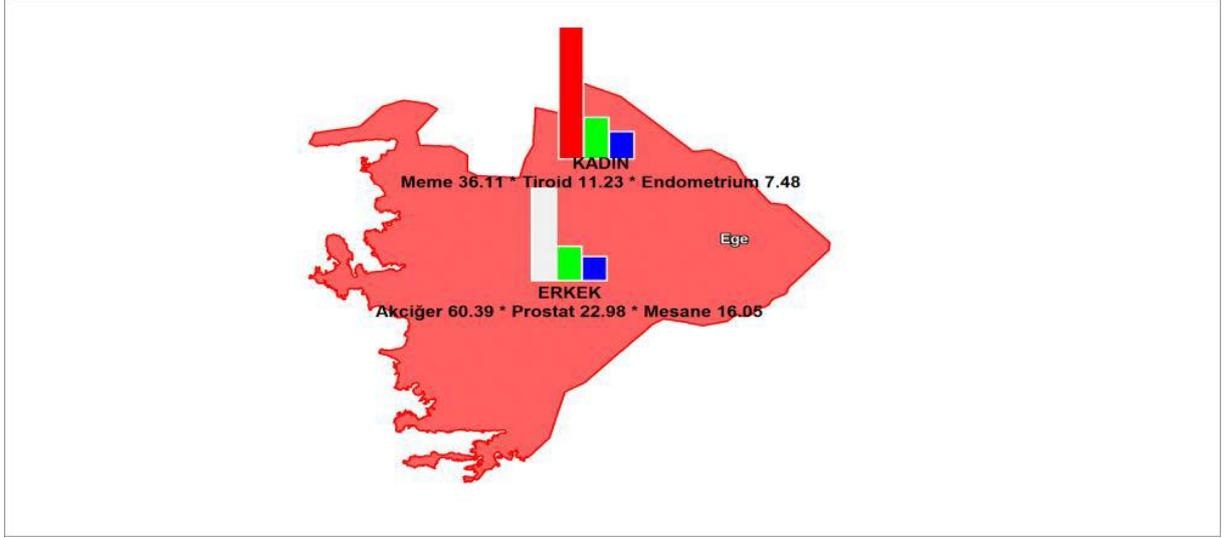 KADIN
Meme 36.11 * Tiroid 11.23 * Endometrium 7.48
Ege
ERKEK
Akciğer 60.39 * Prostat 22.98 * Mesane 16.05